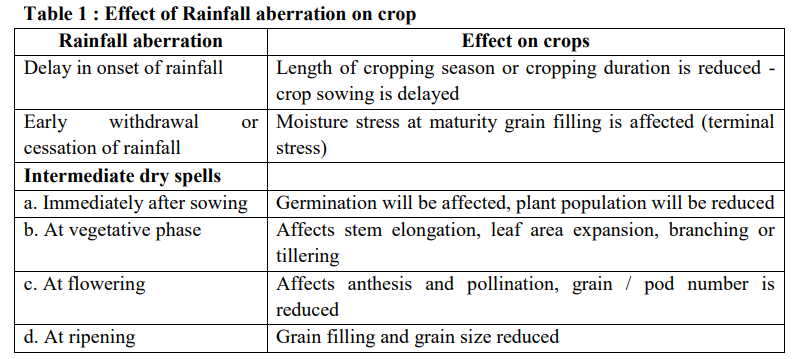 Table 1 : Effect of Rainfall aberration on crop
Rainfall aberration Effect on crops
Delay in onset of rainfall Length of cropping season or cropping duration is reduced -
crop sowing is delayed
Early withdrawal or Moisture stress at maturity grain filling is affected (terminal
cessation of rainfall stress)
Intermediate dry spells
a. Immediately after sowing Germination will be affected, plant population will be reduced
b. At vegetative phase Affects stem elongation, leaf area expansion, branching or
tillering
c. At flowering Affects anthesis and pollination, grain / pod number is
reduced
d. At ripening Grain filling and grain size reduced